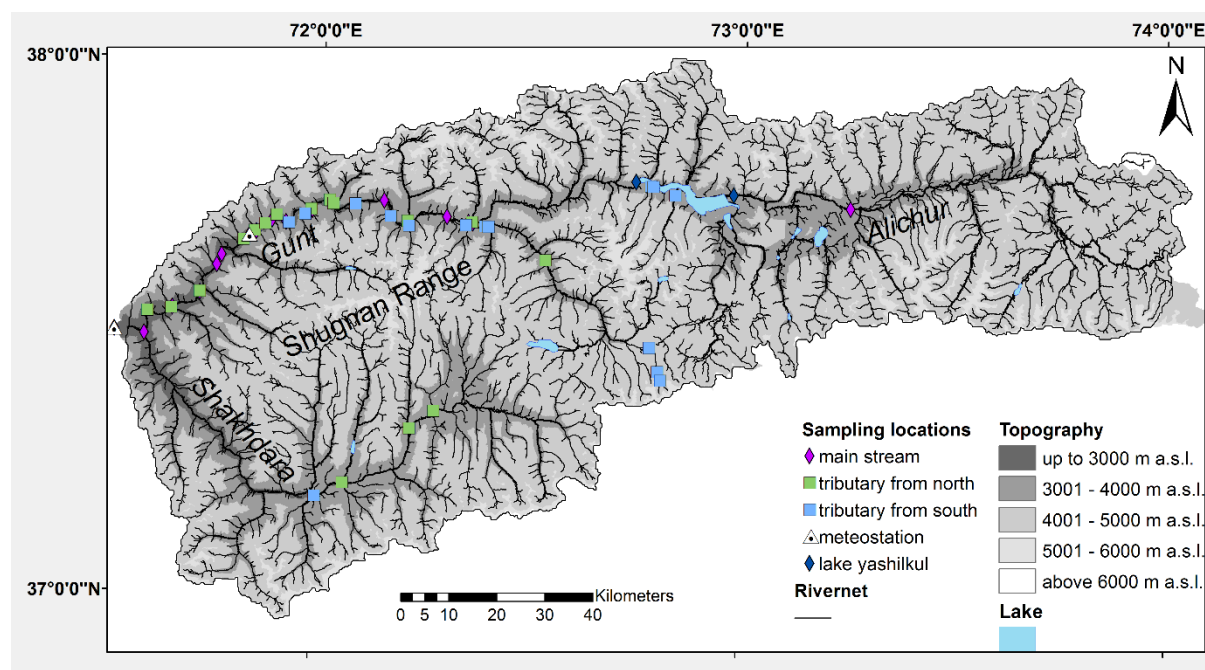 72°0'0"E 73°0'0"E 74°0'0"E
38°0'0"N
N
Gunt
Alichur
Shugnan Range
Shakhdara
37°0'0"N
Sampling locations
main stream
tributary from north
tributary from south
meteostation
lake yashilkul
Rivernet
Topography
up to 3000 m a.s.l.
3001 - 4000 m a.s.l.
4001 - 5000 m a.s.l.
5001 - 6000 m a.s.l.
above 6000 m a.s.l.
Lake
Kilometers
0 5 10 20 30 40